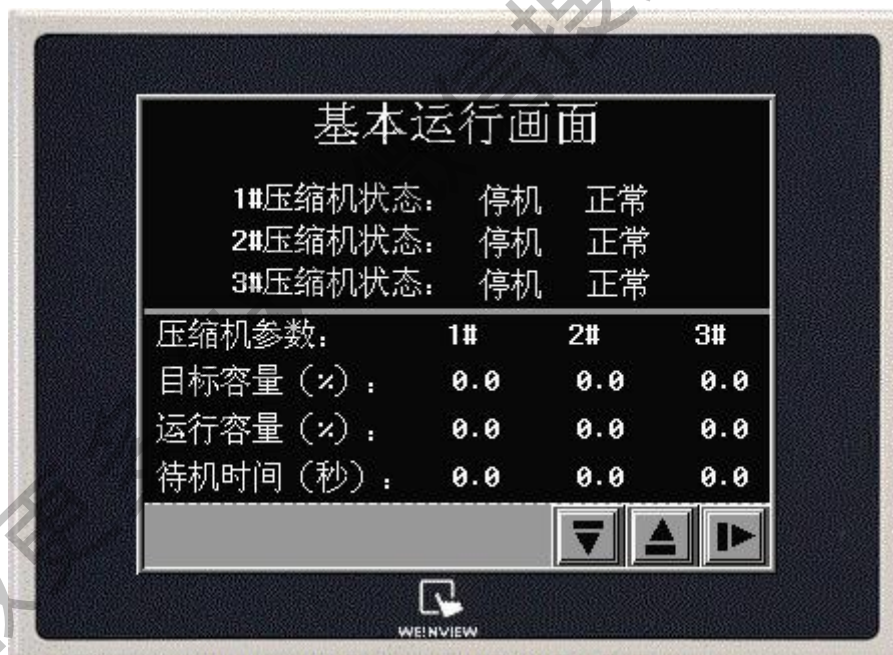 基本运行画面
1#压缩机状态: 停机 正常
2#压缩机状态: 停机 正常
3#压缩机状态: 停机 正常
压缩机参数: 1# 2# 3#
目标容量（%）: 0.0 0.0 0.0
运行容量（%）: 0.0 0.0 0.0
待机时间（秒）: 0.0 0.0 0.0
WE!NVIEW